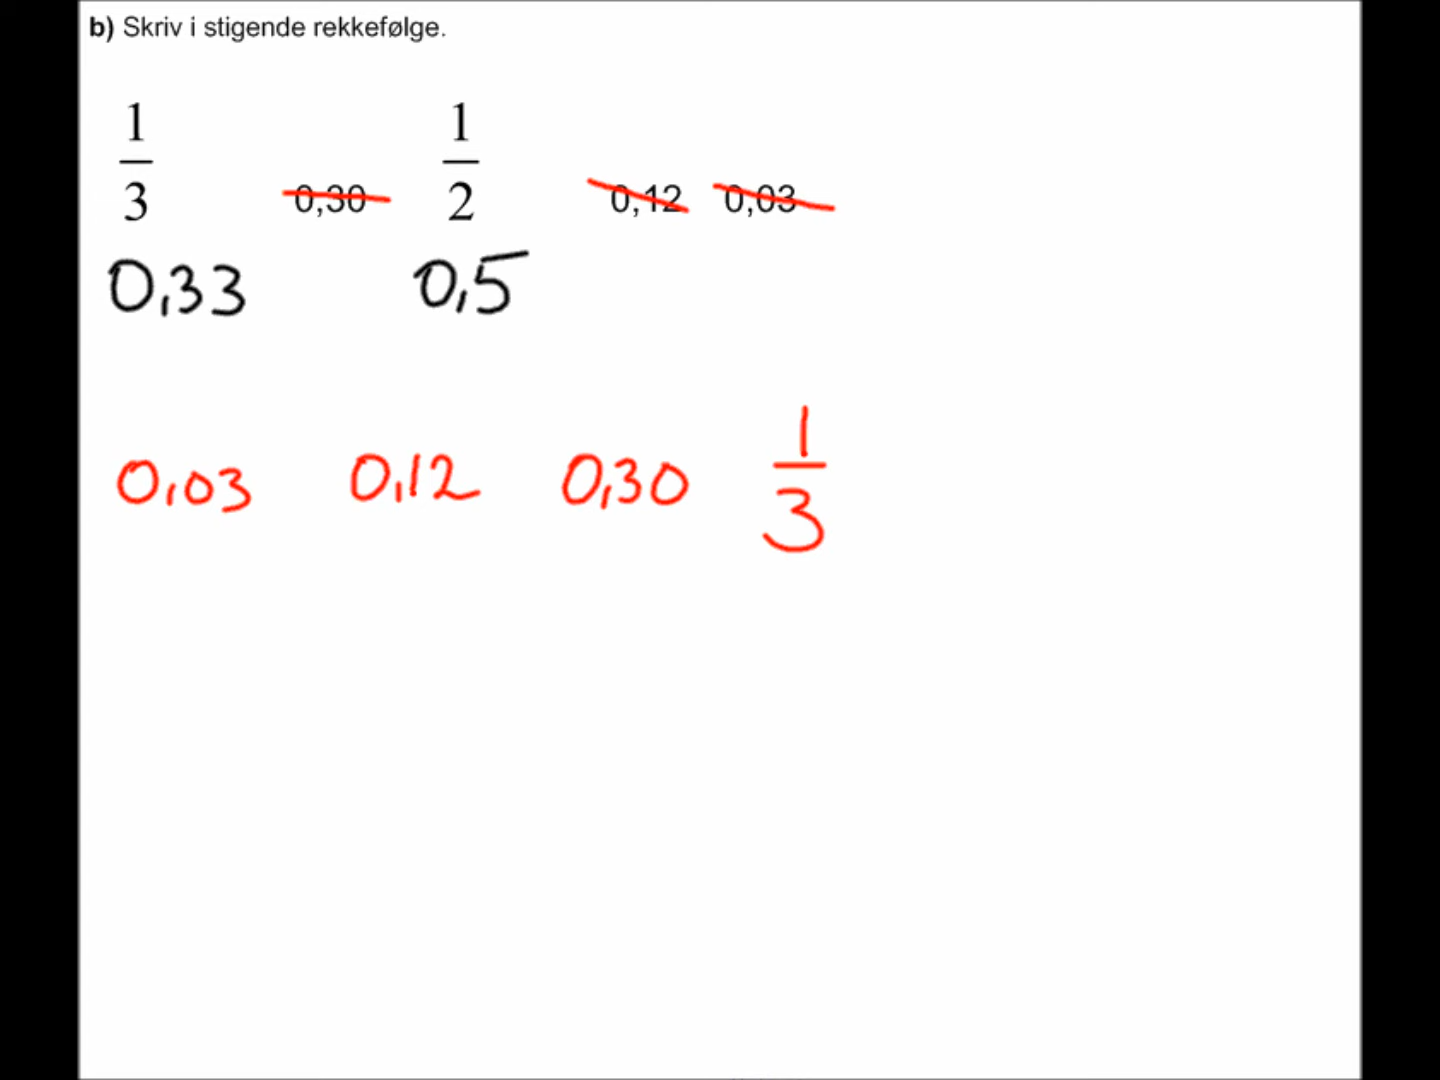 b) Skriv i stigende rekkefølge.
1/3 0,30 1/2 0,12 0,03
0,33 0,5
0,03 0,12 0,30 1/3